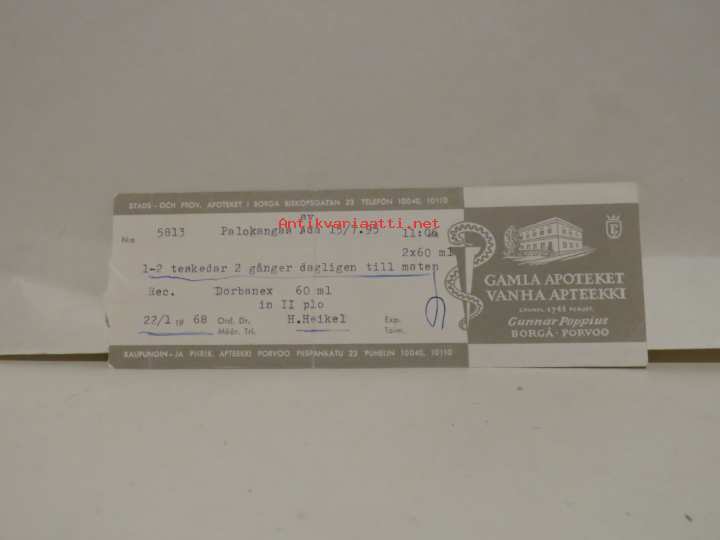 STADS - OCH PROV. APOTEKET I BORGÅ BISKOPSGATAN 23 TELEFON 10040, 10110
av
Antikvariaatti.net
N:o 5813 Palokangas 11:00
2x60 ml
1-2 teskedar 2 gånger dagligen till maten
Rec. Dorbanex 60 ml
in II plo
22/1 19 68 Ord. Dr. H.Heikel Exp.
Määr. Tri. Toim.
KAUPUNGIN- JA PIIRIK. APTEEKKI PORVOO PIISPANKATU 23 PUHELIN 10040, 10110
GAMLA APOTEKET
VANHA APTEEKKI
1765
Gunnar Poppius
BORGÅ - PORVOO